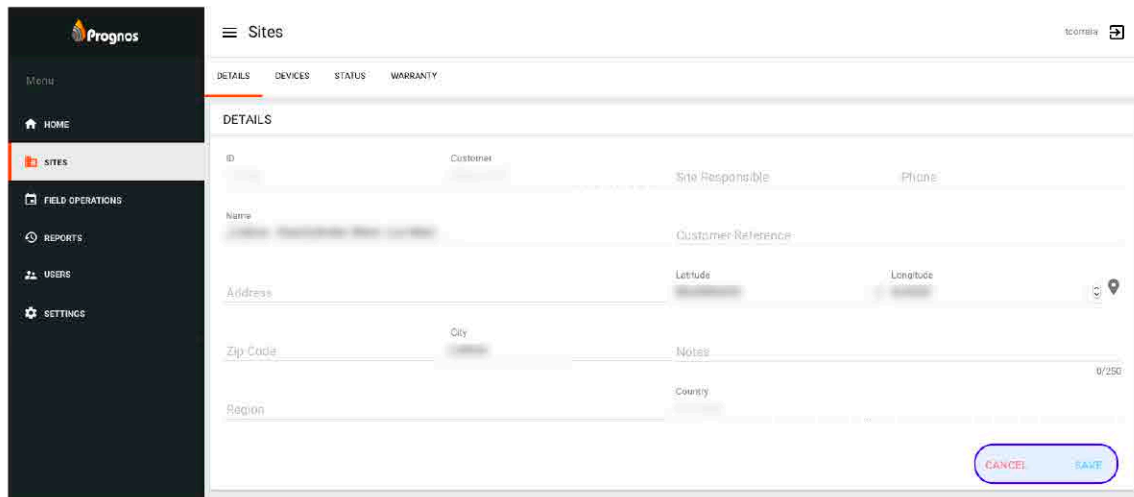 Prognos
Sites
Menu
DETAILS DEVICES STATUS WARRANTY
HOME
DETAILS
SITES
ID Customer
Site Responsible Phone
FIELD OPERATIONS
Name
REPORTS
Customer Reference
USERS
Latitude Longitude
Address
SETTINGS
City
Zip Code
Notes
0/250
Country
Region
CANCEL SAVE